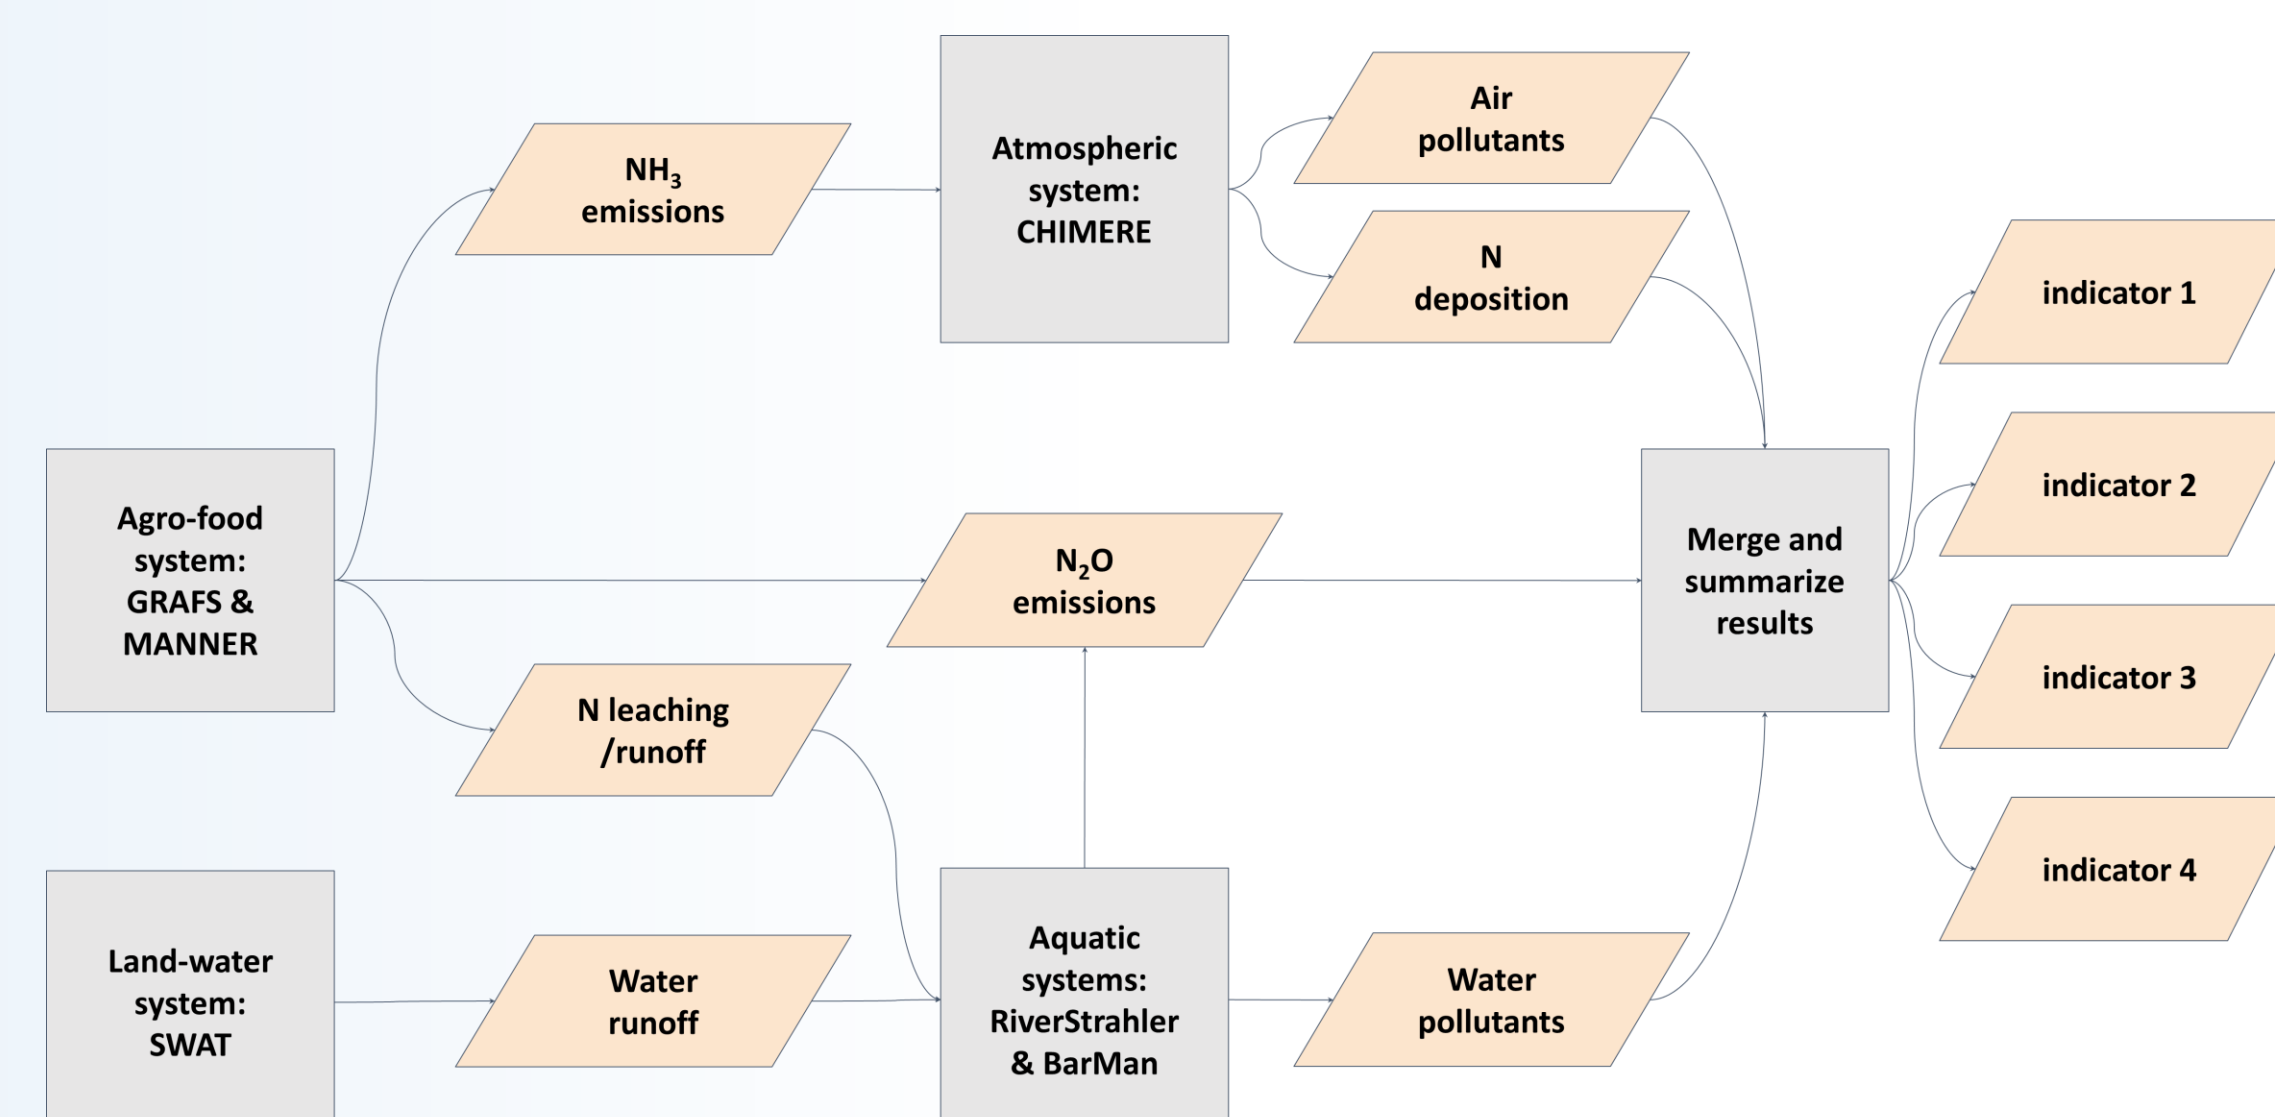 Air
pollutants
Atmospheric
system:
CHIMERE
NH₃
emissions
N
deposition
indicator 1
indicator 2
Agro-food
system:
GRAFS &
MANNER
N₂O
emissions
Merge and
summarize
results
N leaching
/runoff
indicator 3
indicator 4
Land-water
system:
SWAT
Water
runoff
Aquatic
systems:
RiverStrahler
& BarMan
Water
pollutants